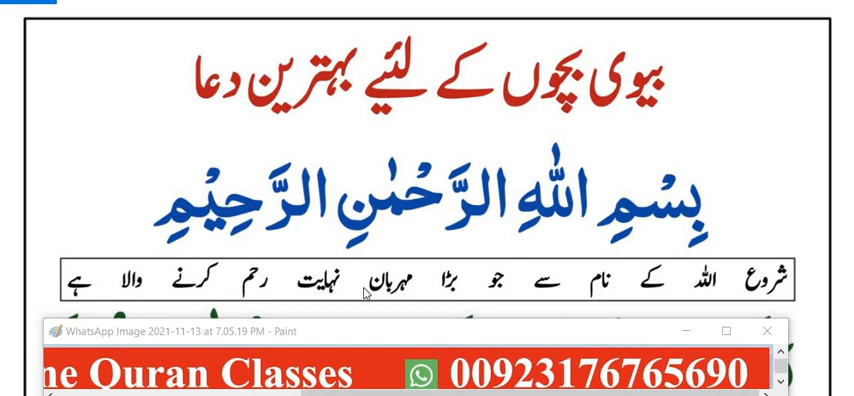 بیوی بچوں کے لئیے بہترین دعا
بِسْمِ اللهِ الرَّحْمٰنِ الرَّحِيْمِ
شروع اللہ کے نام سے جو بڑا مہربان نہایت رحم کرنے والا ہے
WhatsApp Image 2021-11-13 at 7.05.19 PM - Paint
ne Quran Classes 00923176765690